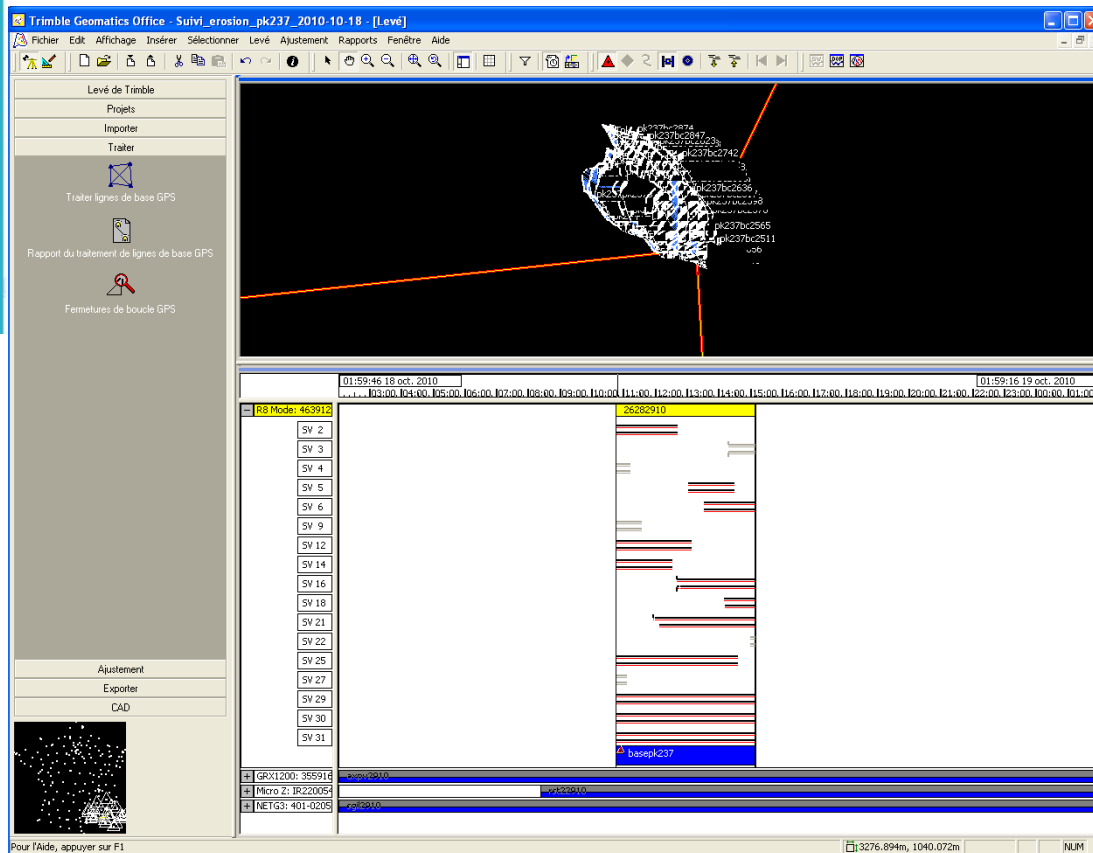 Trimble Geomatics Office - Suivi_erosion_pk237_2010-10-18 - [Levé]
Fichier Edit Affichage Insérer Sélectionner Levé Ajustement Rapports Fenêtre Aide
Levé de Trimble
Projets
Importer
Traiter
Traiter lignes de base GPS
Rapport du traitement de lignes de base GPS
Fermetures de boucle GPS
Ajustement
Exporter
CAD
pk237bc2874
pk237bc2847
pk237bc2742
pk237bc2636
pk237bc2565
pk237bc2511
01:59:46 18 oct. 2010
01:59:16 19 oct. 2010
03:00. 04:00. 05:00. 06:00. 07:00. 08:00. 09:00. 10:00 11:00. 12:00. 13:00. 14:00. 15:00. 16:00. 17:00. 18:00. 19:00. 20:00. 21:00. 22:00. 23:00. 00:00. 01:00.
R8 Mode: 463912
26282910
SV 2
SV 3
SV 4
SV 5
SV 6
SV 9
SV 12
SV 14
SV 16
SV 18
SV 21
SV 22
SV 25
SV 27
SV 29
SV 30
SV 31
basepk237
GRX1200: 355916
Micro Z: IR220054
NETG3: 401-0205
Pour l'Aide, appuyer sur F1
3276.894m, 1040.072m
NUM